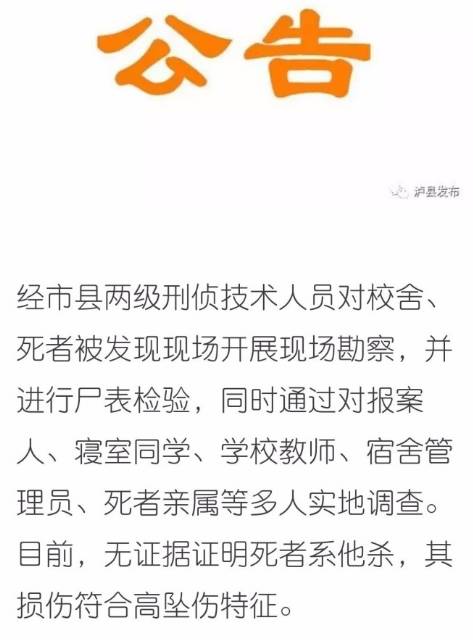 公告
泸县发布
经市县两级刑侦技术人员对校舍、
死者被发现现场开展现场勘察，并
进行尸表检验，同时通过对报案
人、寝室同学、学校教师、宿舍管
理员、死者亲属等多人实地调查。
目前，无证据证明死者系他杀，其
损伤符合高坠伤特征。